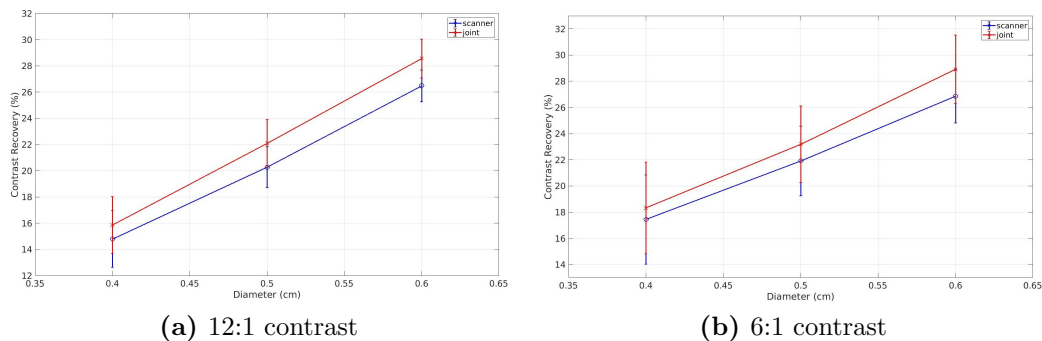 32
30
28
26
24
22
20
18
16
14
12
Contrast Recovery (%)
0.35 0.4 0.45 0.5 0.55 0.6 0.65
Diameter (cm)
scanner
joint
(a) 12:1 contrast
32
30
28
26
24
22
20
18
16
14
Contrast Recovery (%)
0.35 0.4 0.45 0.5 0.55 0.6 0.65
Diameter (cm)
scanner
joint
(b) 6:1 contrast